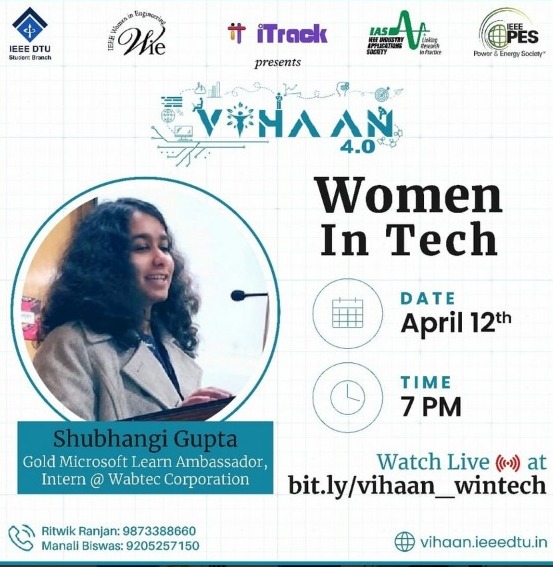 IEEE DTU
Student Branch
IEEE Women in Engineering
Wie
iTrack
IAS
IEEE INDUSTRY
APPLICATIONS
SOCIETY
Linking
Research
to Practice
IEEE
PES
Power & Energy Society®
presents
VIHAAN
4.0
Women
In Tech
DATE
April 12th
TIME
7 PM
Shubhangi Gupta
Gold Microsoft Learn Ambassador,
Intern @ Wabtec Corporation
Watch Live at
bit.ly/vihaan_wintech
Ritwik Ranjan: 9873388660
Manali Biswas: 9205257150
vihaan.ieeedtu.in